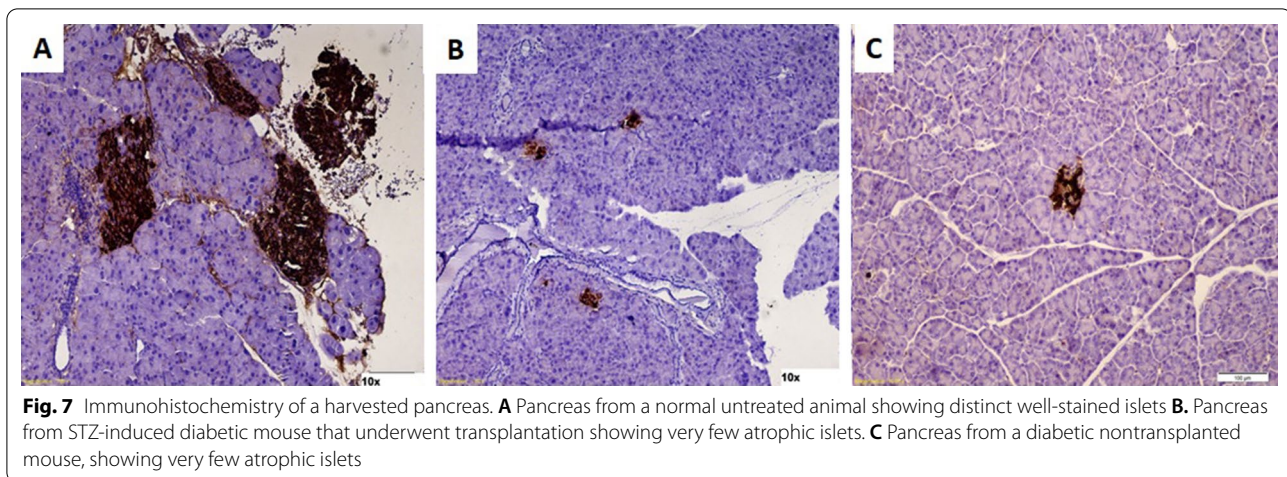 A
B
C
10x
10x
100 µm
Fig. 7 Immunohistochemistry of a harvested pancreas. A Pancreas from a normal untreated animal showing distinct well-stained islets B. Pancreas
from STZ-induced diabetic mouse that underwent transplantation showing very few atrophic islets. C Pancreas from a diabetic nontransplanted
mouse, showing very few atrophic islets